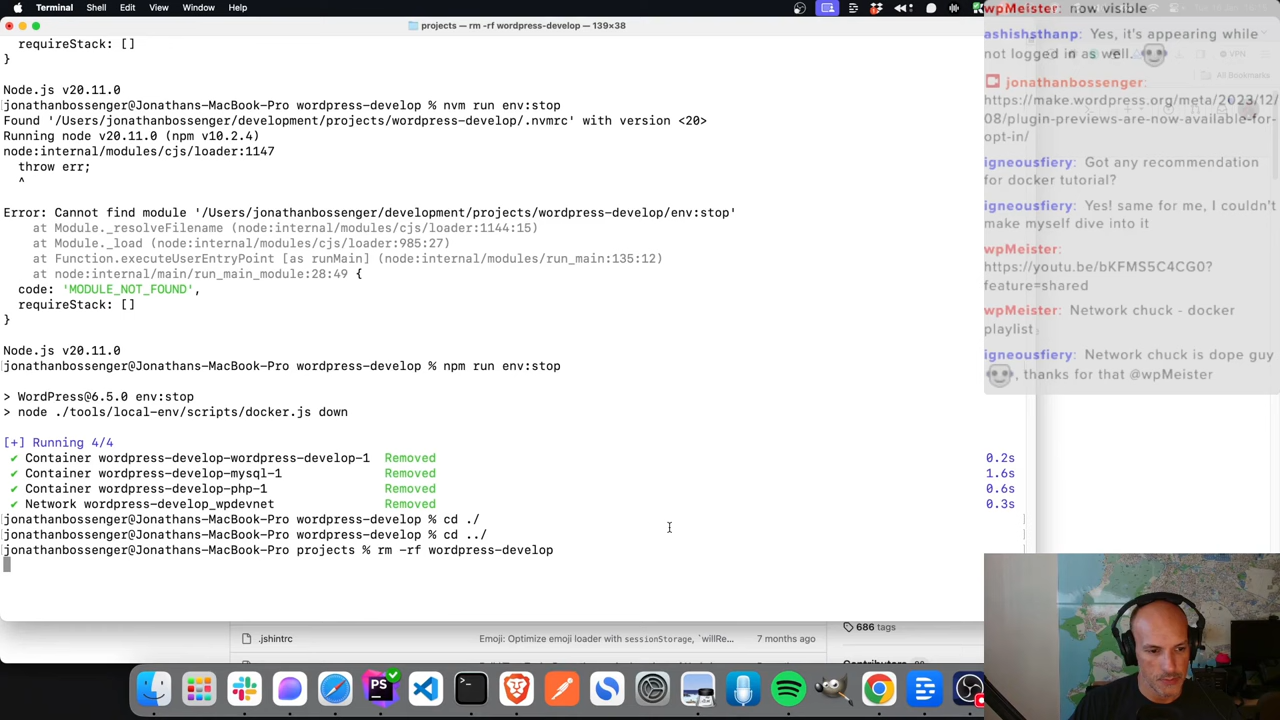 Terminal Shell Edit View Window Help
projects — rm -rf wordpress-develop — 139×38
requireStack: []
}
Node.js v20.11.0
jonathanbossenger@Jonathans-MacBook-Pro wordpress-develop % nvm run env:stop
Found '/Users/jonathanbossenger/development/projects/wordpress-develop/.nvmrc' with version <20>
Running node v20.11.0 (npm v10.2.4)
node:internal/modules/cjs/loader:1147
throw err;
^
Error: Cannot find module '/Users/jonathanbossenger/development/projects/wordpress-develop/env:stop'
at Module._resolveFilename (node:internal/modules/cjs/loader:1144:15)
at Module._load (node:internal/modules/cjs/loader:985:27)
at Function.executeUserEntryPoint [as runMain] (node:internal/modules/run_main:135:12)
at node:internal/main/run_main_module:28:49 {
code: 'MODULE_NOT_FOUND',
requireStack: []
}
Node.js v20.11.0
jonathanbossenger@Jonathans-MacBook-Pro wordpress-develop % npm run env:stop
> WordPress@6.5.0 env:stop
> node ./tools/local-env/scripts/docker.js down
[+] Running 4/4
✔ Container wordpress-develop-wordpress-develop-1 Removed 0.2s
✔ Container wordpress-develop-mysql-1 Removed 1.6s
✔ Container wordpress-develop-php-1 Removed 0.6s
✔ Network wordpress-develop_wpdevnet Removed 0.3s
jonathanbossenger@Jonathans-MacBook-Pro wordpress-develop % cd ./
jonathanbossenger@Jonathans-MacBook-Pro wordpress-develop % cd ../
jonathanbossenger@Jonathans-MacBook-Pro projects % rm -rf wordpress-develop
.jshintrc Emoji: Optimize emoji loader with sessionStorage, `willRe... 7 months ago
686 tags
wpMeister: now visible
ashishsthanp: Yes, it's appearing while
not logged in as well.
jonathanbossenger:
https://make.wordpress.org/meta/2023/12/
08/plugin-previews-are-now-available-for-
opt-in/
igneousfiery: Got any recommendation
for docker tutorial?
igneousfiery: Yes! same for me, I couldn't
make myself dive into it
wpMeister:
https://youtu.be/bKFMS5C4CG0?
feature=shared
wpMeister: Network chuck - docker
playlist
igneousfiery: Network chuck is dope guy
, thanks for that @wpMeister
VPN
All Bookmarks
PS